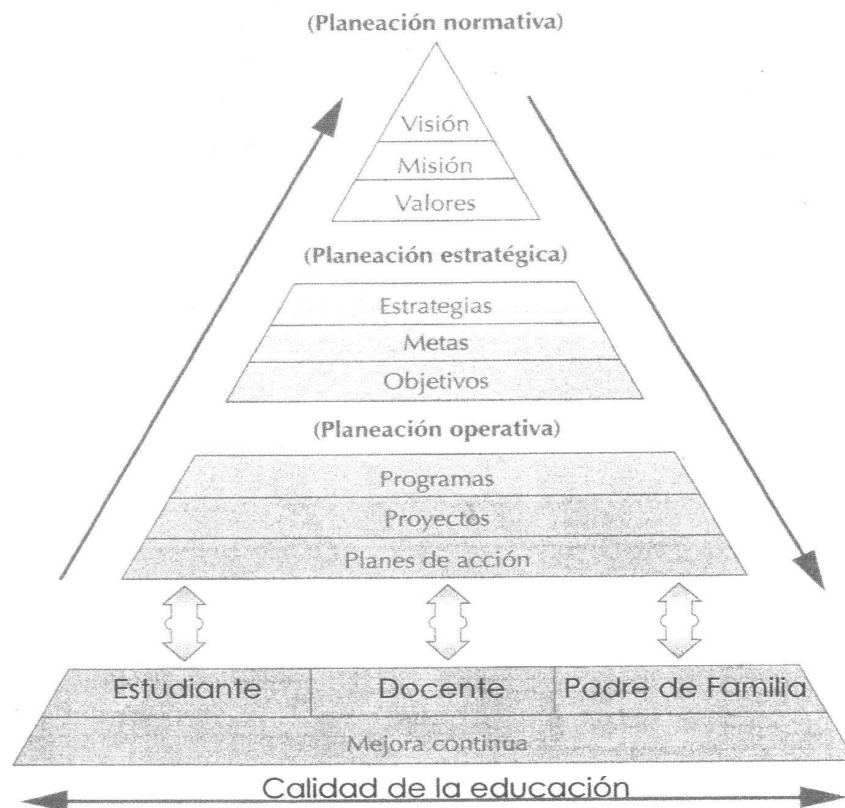 (Planeación normativa)
Visión
Misión
Valores
(Planeación estratégica)
Estrategias
Metas
Objetivos
(Planeación operativa)
Programas
Proyectos
Planes de acción
Estudiante Docente Padre de Familia
Mejora continua
Calidad de la educación